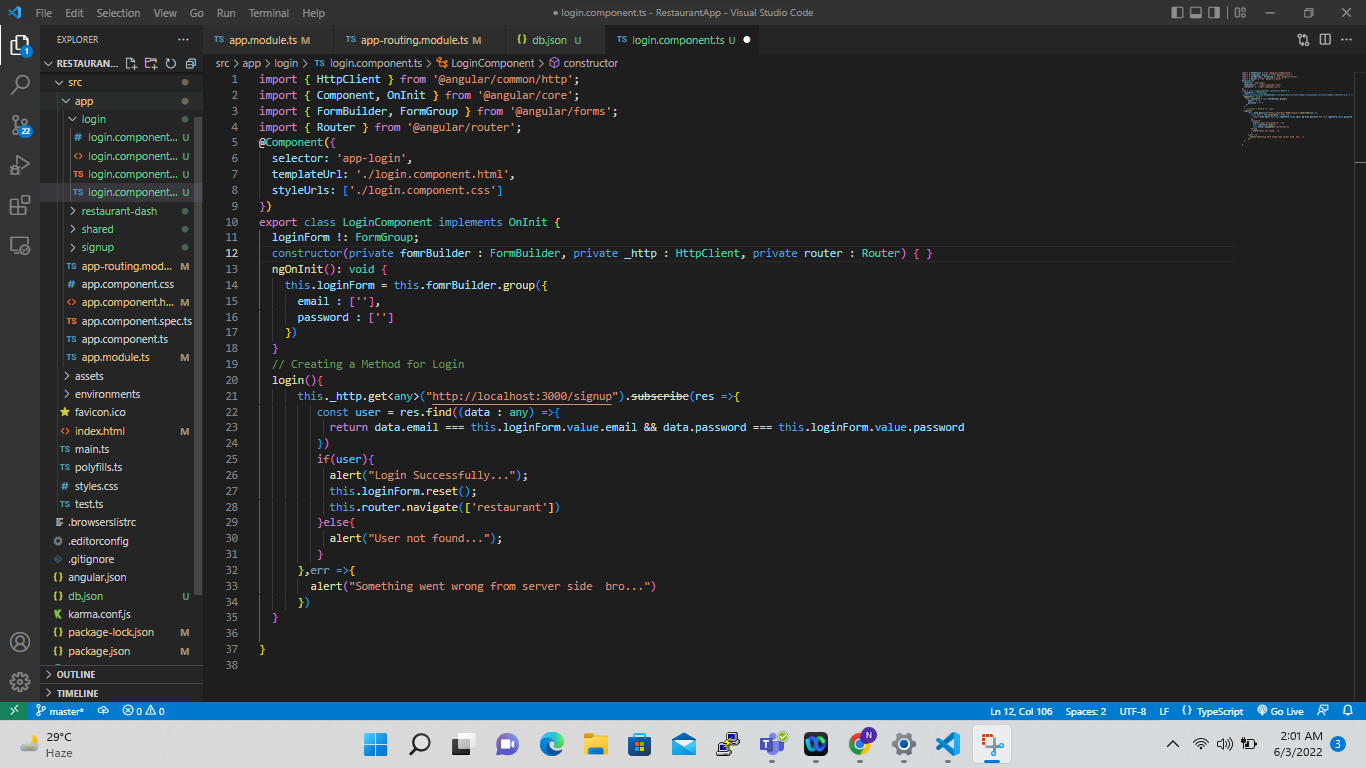 File Edit Selection View Go Run Terminal Help
● login.component.ts - RestaurantApp - Visual Studio Code
EXPLORER ···
app.module.ts M
app-routing.module.ts M
db.json U
login.component.ts U ●
RESTAURAN...
src > app > login > login.component.ts > LoginComponent > constructor
src
app
login
login.component... U
login.component... U
login.component... U
login.component... U
restaurant-dash
shared
signup
app-routing.mod... M
app.component.css
app.component.h... M
app.component.spec.ts
app.component.ts
app.module.ts M
assets
environments
favicon.ico
index.html M
main.ts
polyfills.ts
styles.css
test.ts
.browserslistrc
.editorconfig
.gitignore
angular.json
db.json U
karma.conf.js
package-lock.json M
package.json M
OUTLINE
TIMELINE
1
22
1 import { HttpClient } from '@angular/common/http';
2 import { Component, OnInit } from '@angular/core';
3 import { FormBuilder, FormGroup } from '@angular/forms';
4 import { Router } from '@angular/router';
5 @Component({
6 selector: 'app-login',
7 templateUrl: './login.component.html',
8 styleUrls: ['./login.component.css']
9 })
10 export class LoginComponent implements OnInit {
11 loginForm !: FormGroup;
12 constructor(private fomrBuilder : FormBuilder, private _http : HttpClient, private router : Router) { }
13 ngOnInit(): void {
14 this.loginForm = this.fomrBuilder.group({
15 email : [''],
16 password : ['']
17 })
18 }
19 // Creating a Method for Login
20 login(){
21 this._http.get<any>("http://localhost:3000/signup").subscribe(res =>{
22 const user = res.find((data : any) =>{
23 return data.email === this.loginForm.value.email && data.password === this.loginForm.value.password
24 })
25 if(user){
26 alert("Login Successfully...");
27 this.loginForm.reset();
28 this.router.navigate(['restaurant'])
29 }else{
30 alert("User not found...");
31 }
32 },err =>{
33 alert("Something went wrong from server side  bro...")
34 })
35 }
36
37 }
38
master* 0 0
Ln 12, Col 106 Spaces: 2 UTF-8 LF {} TypeScript Go Live
29°C
Haze
N
2:01 AM
6/3/2022
3